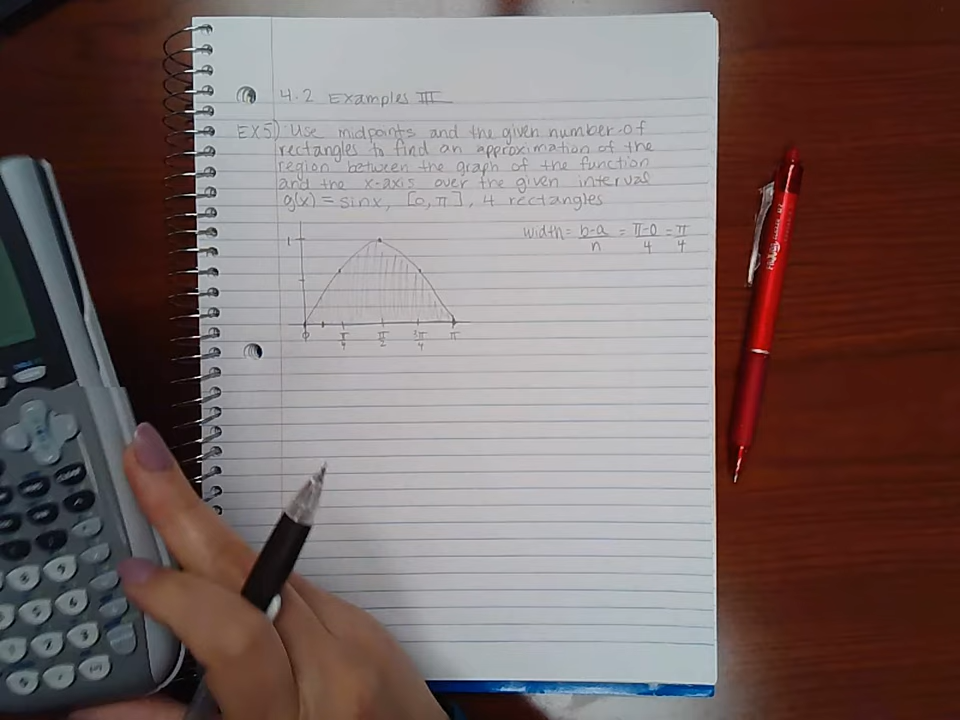 4.2 Examples III
EX 5) Use midpoints and the given number of
rectangles to find an approximation of the
region between the graph of the function
and the x-axis over the given interval
g(x) = sinx, [0, π], 4 rectangles
width = b-a/n = π-0/4 = π/4
1
0 π/4 π/2 3π/4 π